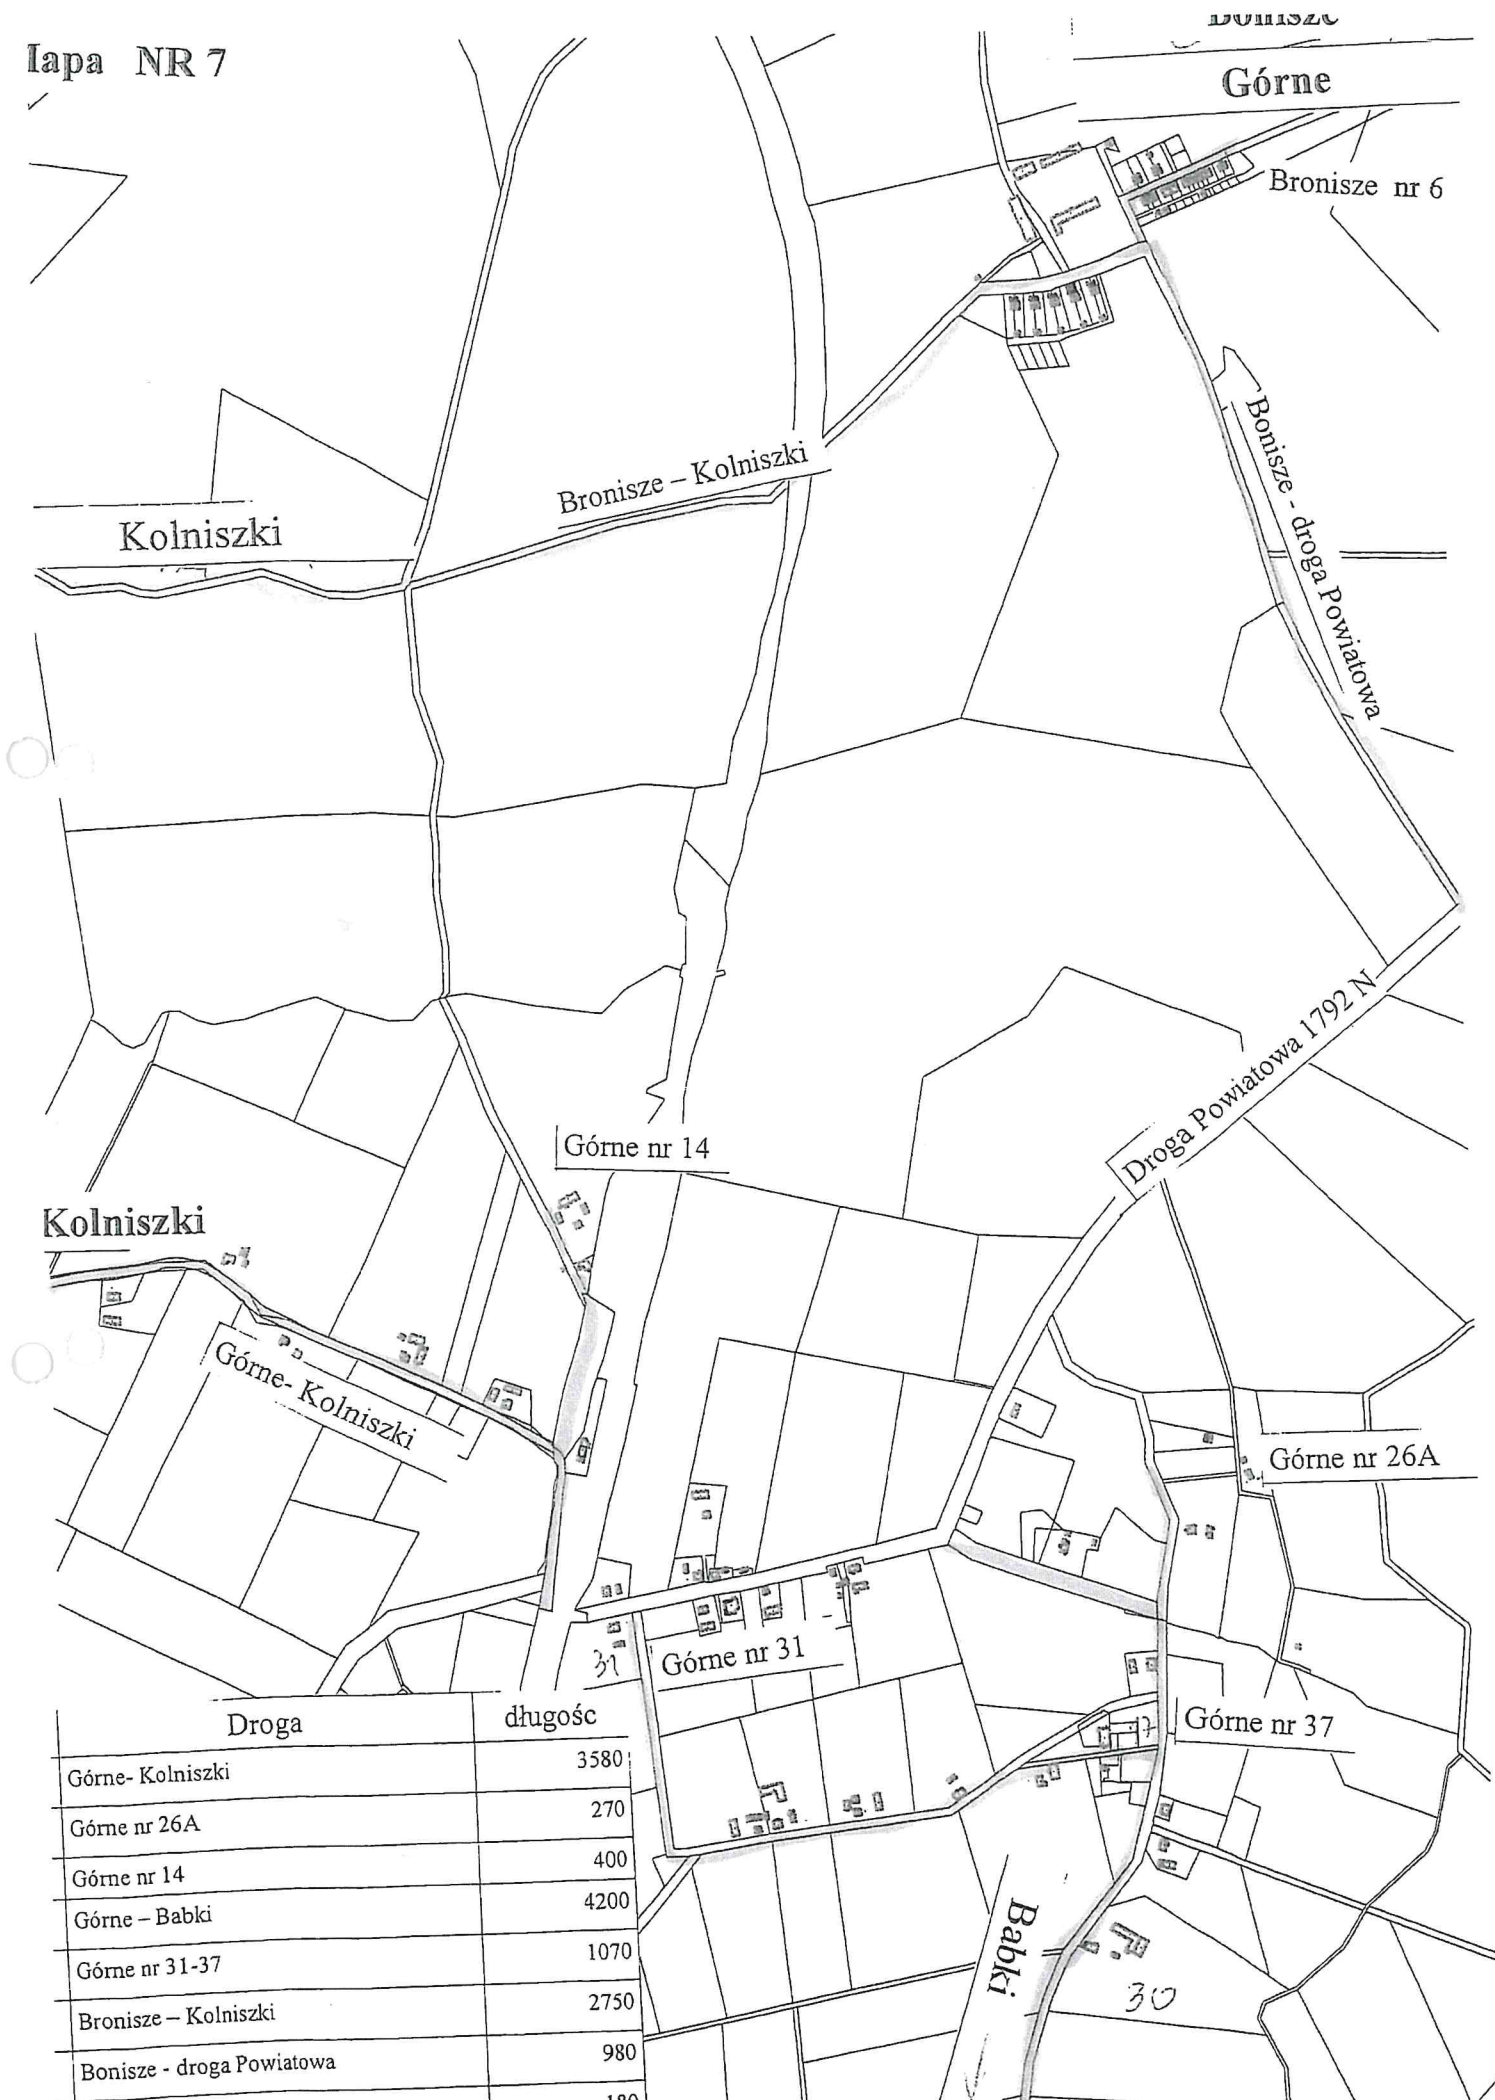 NR 7
Górne
Bronisze nr 6
Bonisze - droga Powiatowa
Bronisze – Kolniszki
Kolniszki
Droga Powiatowa 1792 N
Górne nr 14
Kolniszki
Górne- Kolniszki
Górne nr 26A
31
Górne nr 31
Górne nr 37
Babki
30
Droga długośc
Górne- Kolniszki 3580
Górne nr 26A 270
Górne nr 14 400
Górne – Babki 4200
Górne nr 31-37 1070
Bronisze – Kolniszki 2750
Bonisze - droga Powiatowa 980